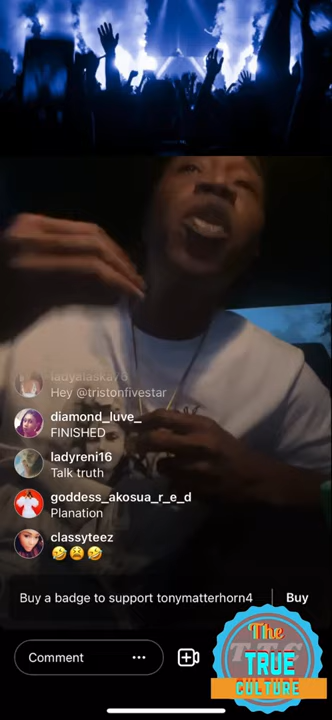 ladyalaska76
Hey @tristonfivestar
diamond_luve_
FINISHED
ladyreni16
Talk truth
goddess_akosua_r_e_d
Planation
classyteez
🤣😫🤣
Buy a badge to support tonymatterhorn4
Buy
Comment
The
TRUE
CULTURE